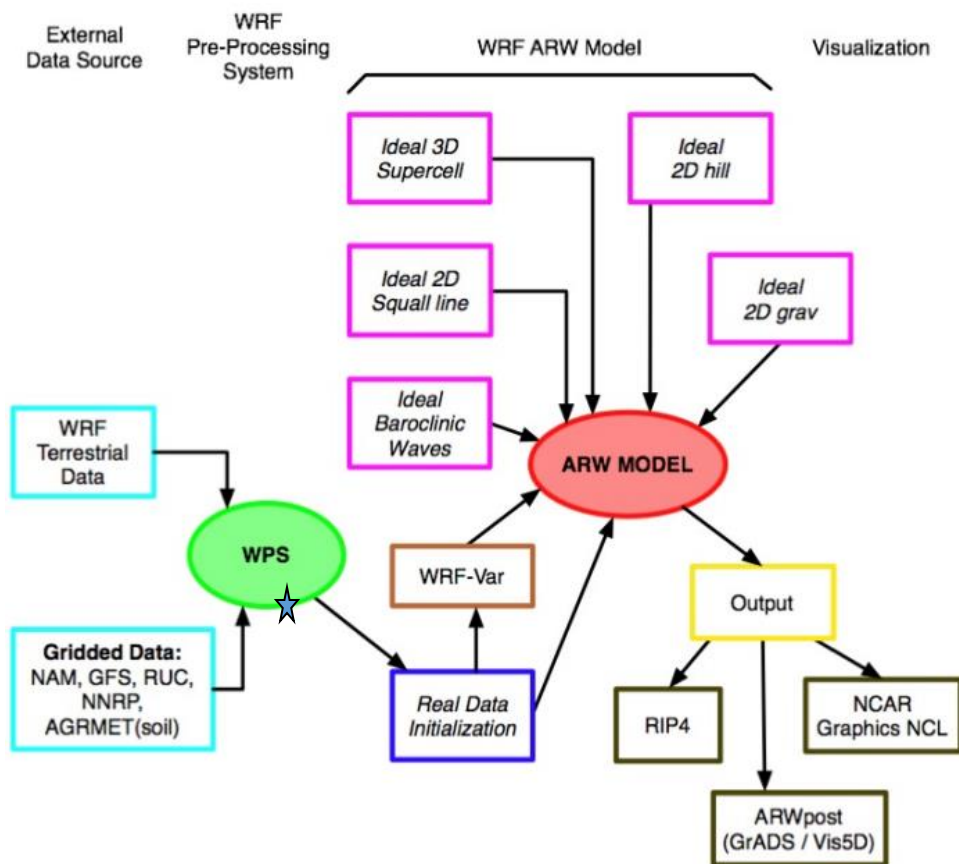 External
Data Source
WRF
Pre-Processing
System
WRF ARW Model
Visualization
Ideal 3D
Supercell
Ideal
2D hill
Ideal 2D
Squall line
Ideal
2D grav
Ideal
Baroclinic
Waves
WRF
Terrestrial
Data
ARW MODEL
WPS
WRF-Var
Output
Gridded Data:
NAM, GFS, RUC,
NNRP,
AGRMET(soil)
Real Data
Initialization
RIP4
NCAR
Graphics NCL
ARWpost
(GrADS / Vis5D)